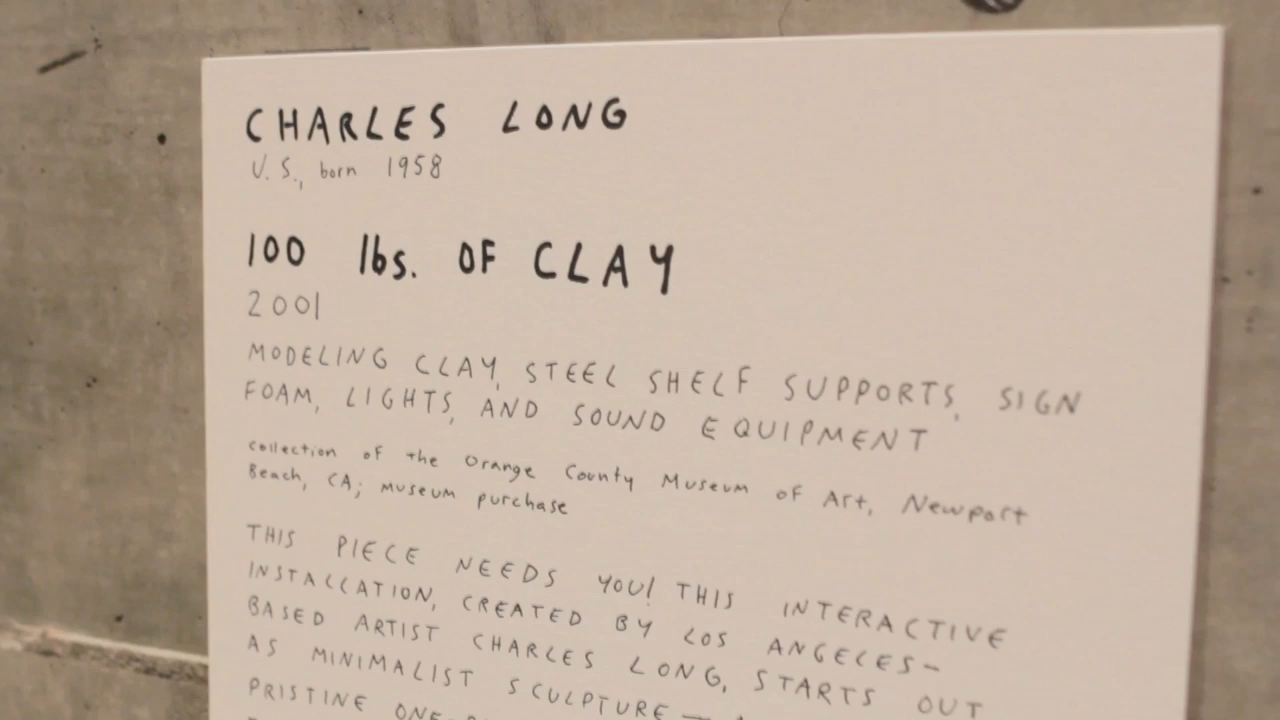 CHARLES LONG
U.S., born 1958
100 lbs. OF CLAY
2001
MODELING CLAY, STEEL SHELF SUPPORTS, SIGN
FOAM, LIGHTS, AND SOUND EQUIPMENT
collection of the Orange County Museum of Art, Newport
Beach, CA; museum purchase
THIS PIECE NEEDS YOU! THIS INTERACTIVE
INSTALLATION, CREATED BY LOS ANGELES-
BASED ARTIST CHARLES LONG, STARTS OUT
AS MINIMALIST SCULPTURE —
PRISTINE ONE-